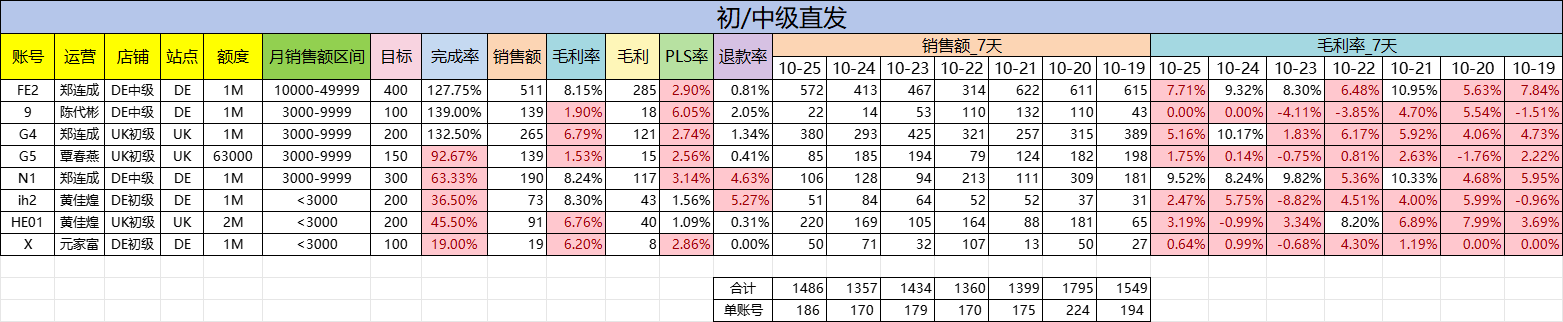 初/中级直发
账号 运营 店铺 站点 额度 月销售额区间 目标 完成率 销售额 毛利率 毛利 PLS率 退款率 销售额_7天 毛利率_7天
10-25 10-24 10-23 10-22 10-21 10-20 10-19 10-25 10-24 10-23 10-22 10-21 10-20 10-19
FE2 郑连成 DE中级 DE 1M 10000-49999 400 127.75% 511 8.15% 285 2.90% 0.81% 572 413 467 314 622 611 615 7.71% 9.32% 8.30% 6.48% 10.95% 5.63% 7.84%
9 陈代彬 DE中级 DE 1M 3000-9999 100 139.00% 139 1.90% 18 6.05% 2.05% 22 14 53 110 132 110 43 0.00% 0.00% -4.11% -3.85% 4.70% 5.54% -1.51%
G4 郑连成 UK初级 UK 1M 3000-9999 200 132.50% 265 6.79% 121 2.74% 1.34% 380 293 425 321 257 315 389 5.16% 10.17% 1.83% 6.17% 5.92% 4.06% 4.73%
G5 覃春燕 UK初级 UK 63000 3000-9999 150 92.67% 139 1.53% 15 2.56% 0.41% 85 185 194 79 124 182 198 1.75% 0.14% -0.75% 0.81% 2.63% -1.76% 2.22%
N1 郑连成 DE中级 DE 1M 3000-9999 300 63.33% 190 8.24% 117 3.14% 4.63% 106 128 94 213 111 309 181 9.52% 8.24% 9.82% 5.36% 10.33% 4.68% 5.95%
ih2 黄佳煌 DE初级 DE 1M <3000 200 36.50% 73 8.30% 43 1.56% 5.27% 51 84 64 52 52 37 31 2.47% 5.75% -8.82% 4.51% 4.00% 5.99% -0.96%
HE01 黄佳煌 UK初级 UK 2M <3000 200 45.50% 91 6.76% 40 1.09% 0.31% 220 169 105 164 88 181 65 3.19% -0.99% 3.34% 8.20% 6.89% 7.99% 3.69%
X 元家富 DE初级 DE 1M <3000 100 19.00% 19 6.20% 8 2.86% 0.00% 50 71 32 107 13 50 27 0.64% 0.99% -0.68% 4.30% 1.19% 0.00% 0.00%
合计 1486 1357 1434 1360 1399 1795 1549
单账号 186 170 179 170 175 224 194